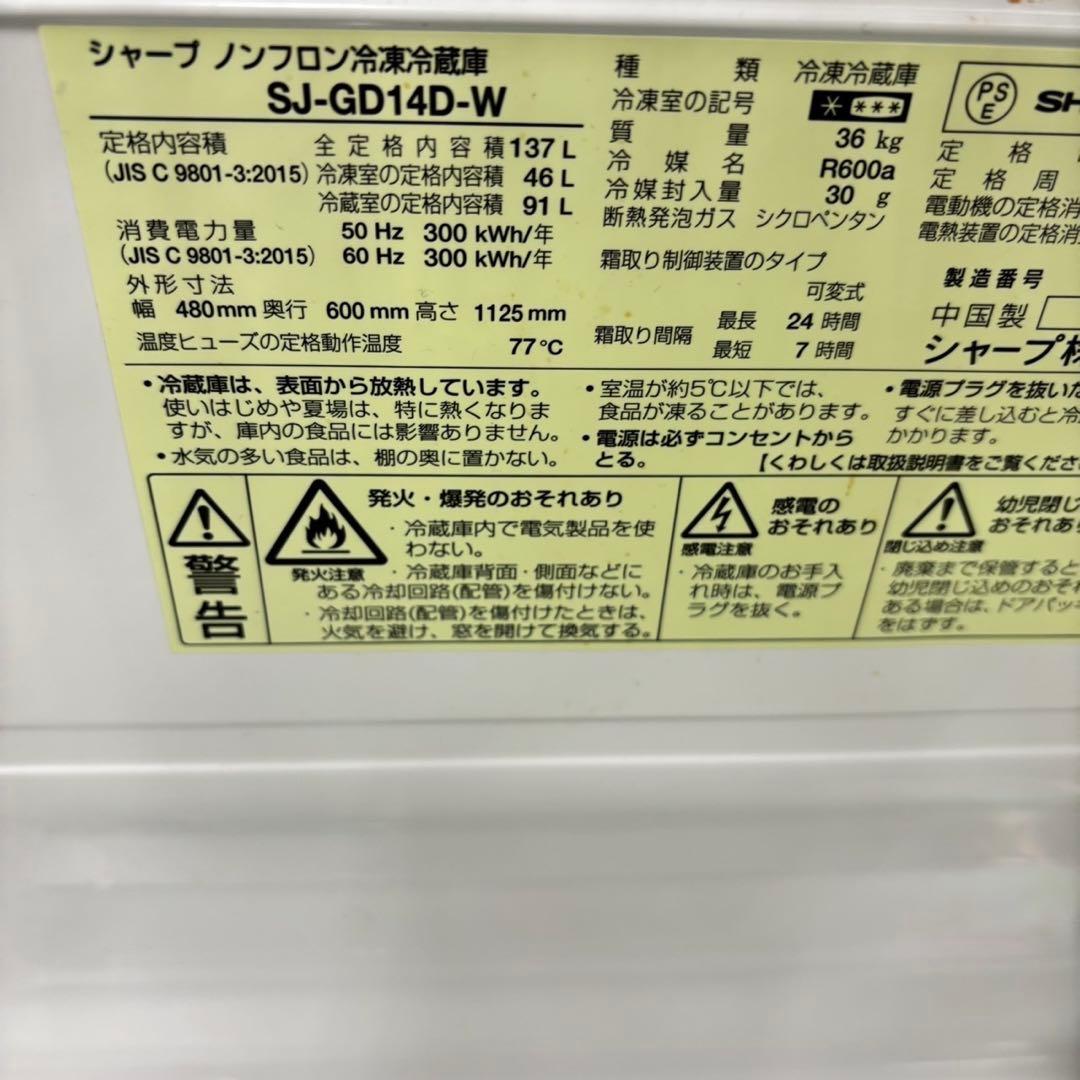 シャープ ノンフロン冷凍冷蔵庫
SJ-GD14D-W
定格内容積 全定格内容積 137 L
(JIS C 9801-3:2015) 冷凍室の定格内容積 46 L
冷蔵室の定格内容積 91 L
消費電力量 50 Hz 300 kWh/年
(JIS C 9801-3:2015) 60 Hz 300 kWh/年
外形寸法
幅 480mm 奥行 600 mm 高さ 1125 mm
温度ヒューズの定格動作温度 77℃
種類 冷凍冷蔵庫
冷凍室の記号 * ***
質量 36 kg
冷媒名 R600a
冷媒封入量 30 g
断熱発泡ガス シクロペンタン
霜取り制御装置のタイプ
可変式
霜取り間隔 最長 24 時間
最短 7 時間
PS
E
SH
定格
定格周
電動機の定格消
電熱装置の定格消
製造番号
中国製
シャープ株
・冷蔵庫は、表面から放熱しています。
使いはじめや夏場は、特に熱くなりま
すが、庫内の食品には影響ありません。
・水気の多い食品は、棚の奥に置かない。
・室温が約5℃以下では、
食品が凍ることがあります。
・電源は必ずコンセントから
とる。
・電源プラグを抜いた
すぐに差し込むと冷
かかります。
【くわしくは取扱説明書をご覧くださ
警告
発火注意
発火・爆発のおそれあり
・冷蔵庫内で電気製品を使
わない。
・冷蔵庫背面・側面などに
ある冷却回路(配管)を傷付けない。
・冷却回路(配管)を傷付けたときは、
火気を避け、窓を開けて換気する。
感電注意
感電の
おそれあり
・冷蔵庫のお手入
れ時は、電源プ
ラグを抜く。
閉じ込め注意
幼児閉じ
おそれあ
・廃棄まで保管すると
幼児閉じ込めのおそれ
ある場合は、ドアパッキ
をはずす。